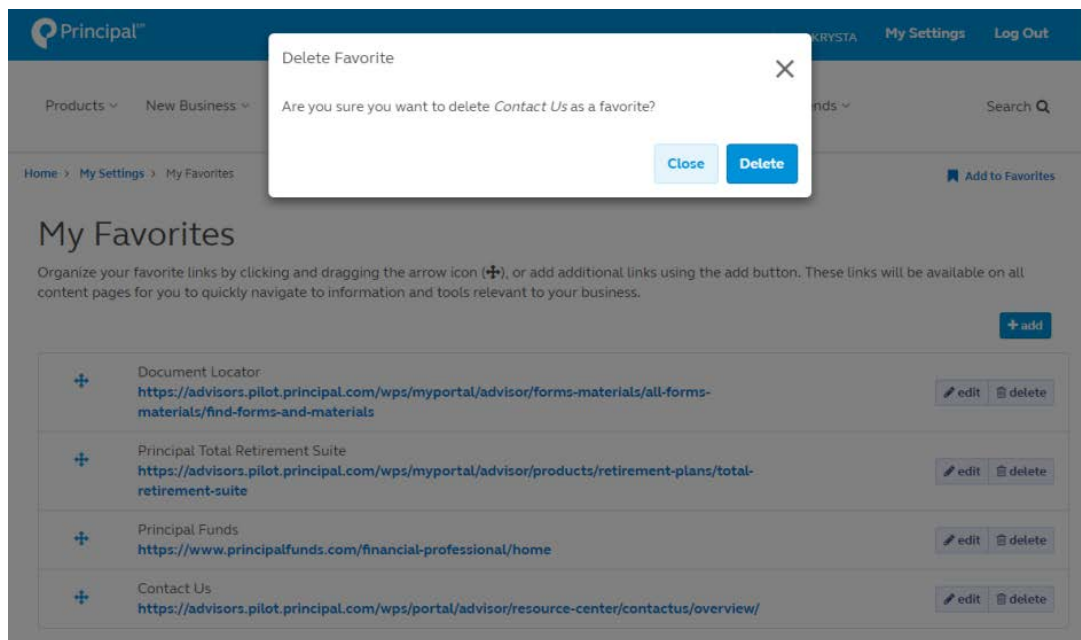 Principal℠
KRYSTA My Settings Log Out
Delete Favorite
Are you sure you want to delete Contact Us as a favorite?
Close Delete
Products New Business nds Search
Home > My Settings > My Favorites
Add to Favorites
My Favorites
Organize your favorite links by clicking and dragging the arrow icon (✥), or add additional links using the add button. These links will be available on all
content pages for you to quickly navigate to information and tools relevant to your business.
+ add
Document Locator
https://advisors.pilot.principal.com/wps/myportal/advisor/forms-materials/all-forms-
materials/find-forms-and-materials
edit delete
Principal Total Retirement Suite
https://advisors.pilot.principal.com/wps/myportal/advisor/products/retirement-plans/total-
retirement-suite
edit delete
Principal Funds
https://www.principalfunds.com/financial-professional/home
edit delete
Contact Us
https://advisors.pilot.principal.com/wps/portal/advisor/resource-center/contactus/overview/
edit delete